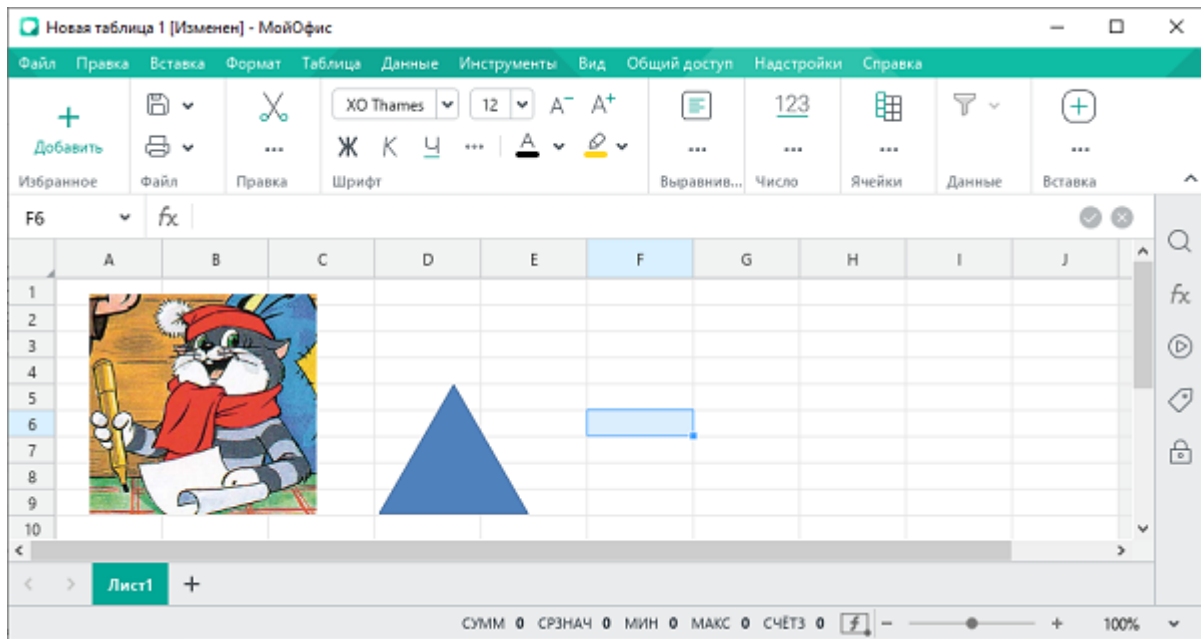 Новая таблица 1 [Изменен] - МойОфис
Файл Правка Вставка Формат Таблица Данные Инструменты Вид Общий доступ Надстройки Справка
XO Thames 12 A⁻ A⁺ 123
Добавить Ж К Ч A
Избранное Файл Правка Шрифт Выравнив... Число Ячейки Данные Вставка
F6 fx
A B C D E F G H I J
1
2
3
4
5
6
7
8
9
10
Лист1
СУММ 0 СРЗНАЧ 0 МИН 0 МАКС 0 СЧЁТЗ 0 100%